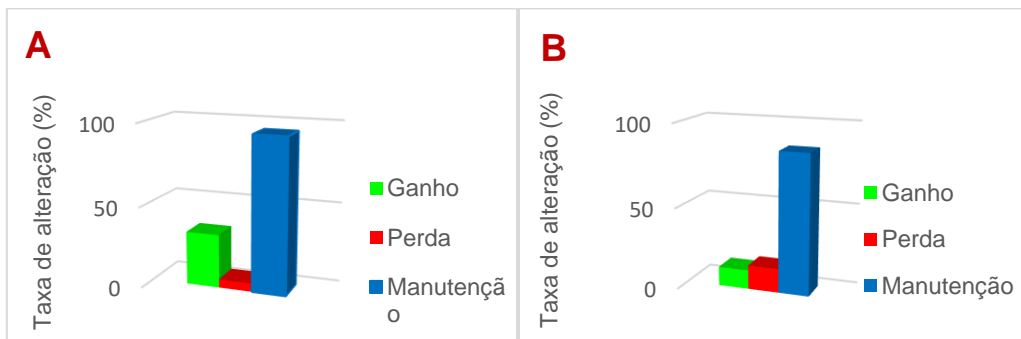 A
Taxa de alteração (%)
100
50
0
Ganho
Perda
Manutençã
o
B
Taxa de alteração (%)
100
50
0
Ganho
Perda
Manutenção